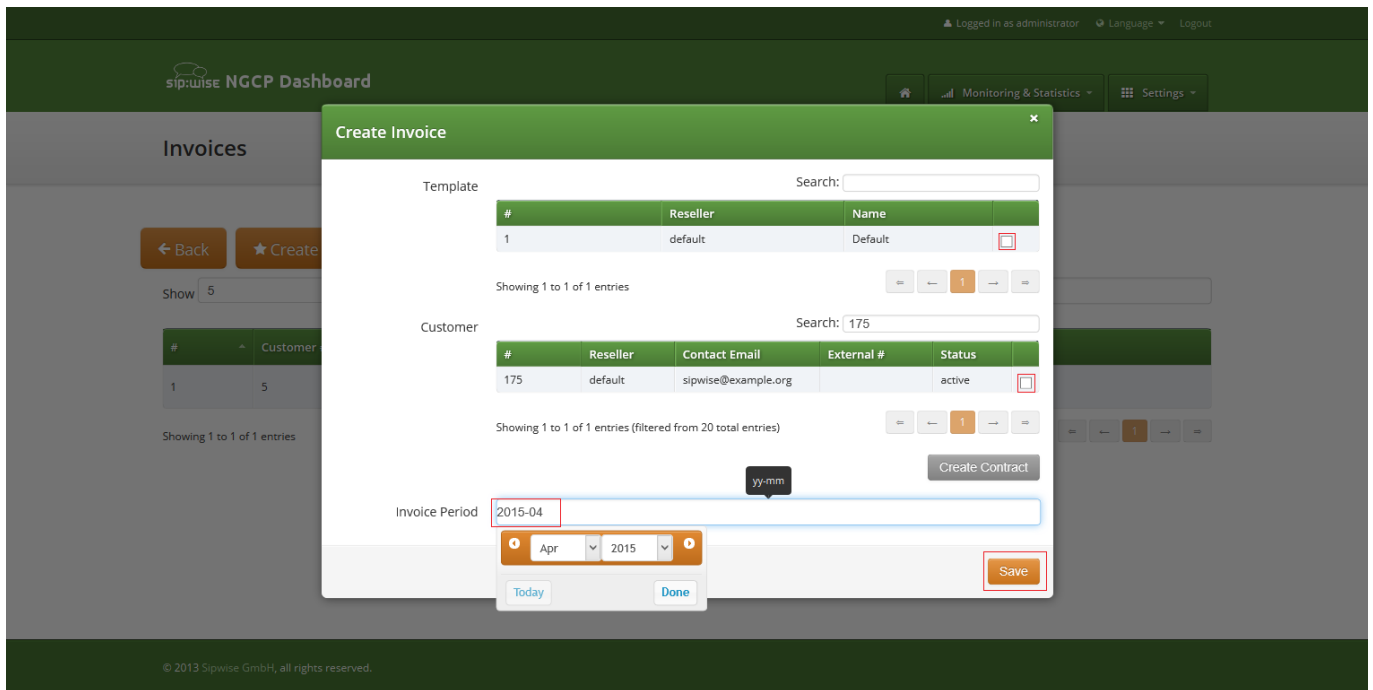 Logged in as administrator Language Logout
sip:wise NGCP Dashboard
Monitoring & Statistics Settings
Create Invoice ×
Invoices
Template Search:
# Reseller Name
1 default Default
Back Create
Showing 1 to 1 of 1 entries ⇐ ← 1 → ⇒
Show 5
Customer Search: 175
# Reseller Contact Email External # Status
# Customer
175 default sipwise@example.org active
1 5
Showing 1 to 1 of 1 entries (filtered from 20 total entries) ⇐ ← 1 → ⇒
Showing 1 to 1 of 1 entries ⇐ ← 1 → ⇒
Create Contract
yy-mm
Invoice Period 2015-04
Apr 2015
Save
Today Done
© 2013 Sipwise GmbH, all rights reserved.